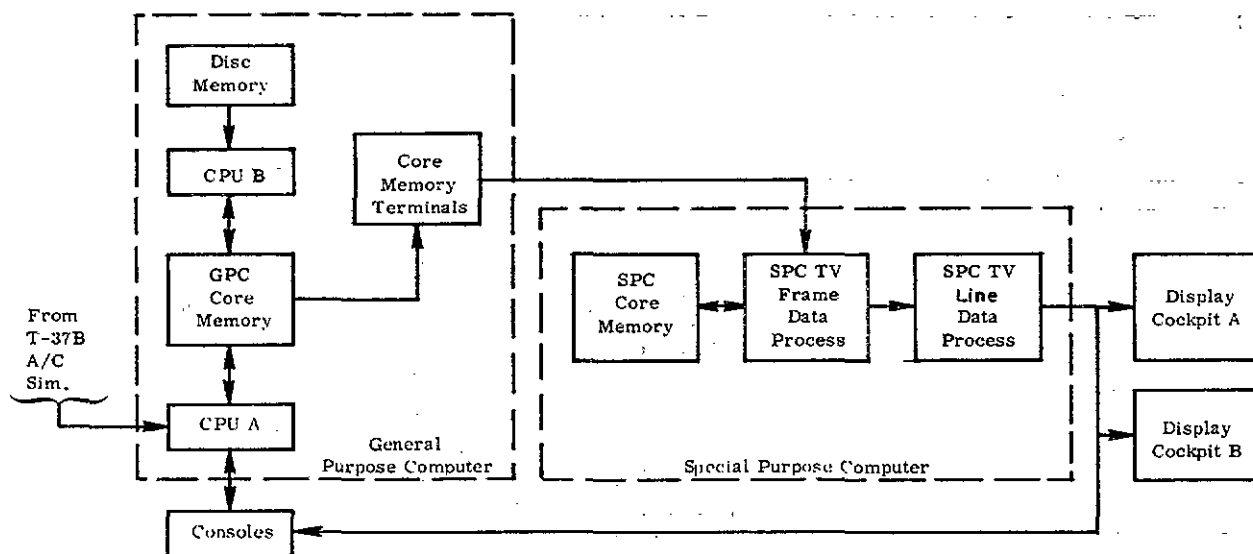 Disc
Memory
CPU B
Core
Memory
Terminals
GPC
Core
Memory
SPC
Core
Memory
SPC TV
Frame
Data
Process
SPC TV
Line
Data
Process
Display
Cockpit A
From
T-37B
A/C
Sim.
CPU A
General
Purpose Computer
Special Purpose Computer
Display
Cockpit B
Consoles